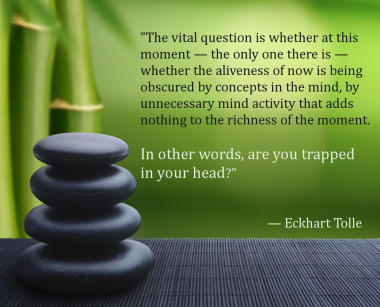 "The vital question is whether at this
moment — the only one there is —
whether the aliveness of now is being
obscured by concepts in the mind, by
unnecessary mind activity that adds
nothing to the richness of the moment.
In other words, are you trapped
in your head?"
— Eckhart Tolle